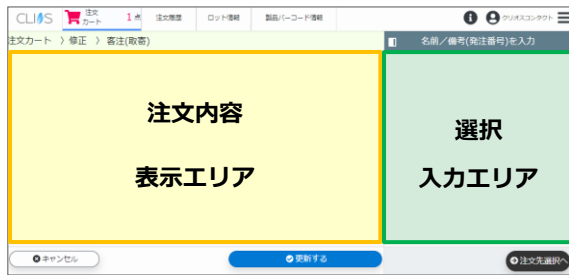 CLIOS 注文カート 1点 注文履歴 ロット情報 製品バーコード情報 クリオスコンタクト
注文カート 〉修正 〉客注(取寄) 名前／備考(発注番号)を入力
注文内容
表示エリア
選択
入力エリア
キャンセル 更新する 注文先選択へ